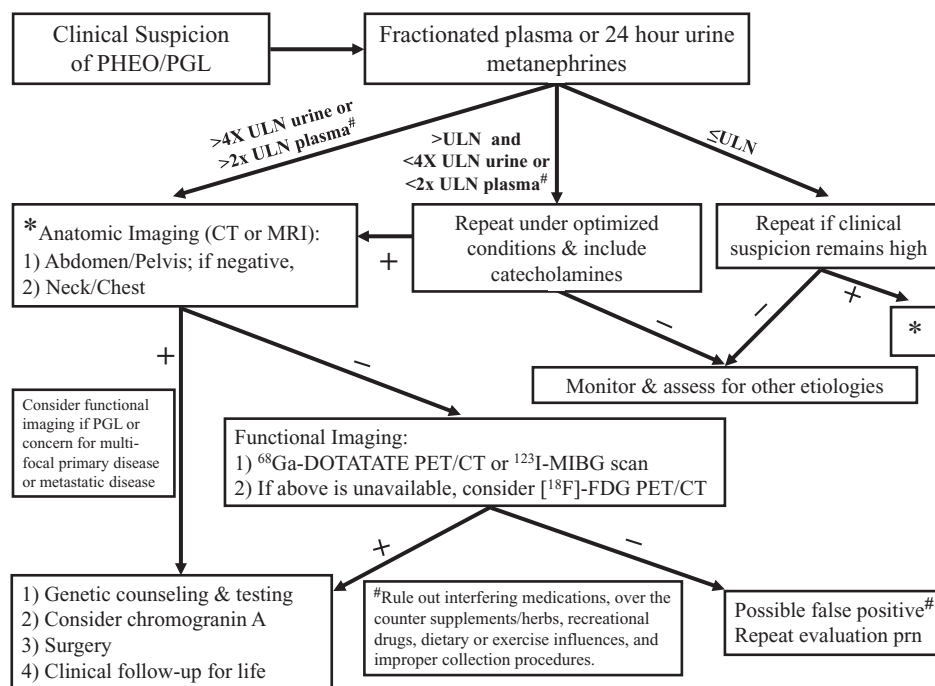 Clinical Suspicion
of PHEO/PGL
Fractionated plasma or 24 hour urine
metanephrines
>4X ULN urine or
>2x ULN plasma#
>ULN and
<4X ULN urine or
<2x ULN plasma#
≤ULN
*Anatomic Imaging (CT or MRI):
1) Abdomen/Pelvis; if negative,
2) Neck/Chest
+
Repeat under optimized
conditions & include
catecholamines
Repeat if clinical
suspicion remains high
–
–
+
*
Monitor & assess for other etiologies
+
–
Consider functional
imaging if PGL or
concern for multi-
focal primary disease
or metastatic disease
Functional Imaging:
1) ⁶⁸Ga-DOTATATE PET/CT or ¹²³I-MIBG scan
2) If above is unavailable, consider [¹⁸F]-FDG PET/CT
+
–
1) Genetic counseling & testing
2) Consider chromogranin A
3) Surgery
4) Clinical follow-up for life
#Rule out interfering medications, over the
counter supplements/herbs, recreational
drugs, dietary or exercise influences, and
improper collection procedures.
Possible false positive#
Repeat evaluation prn